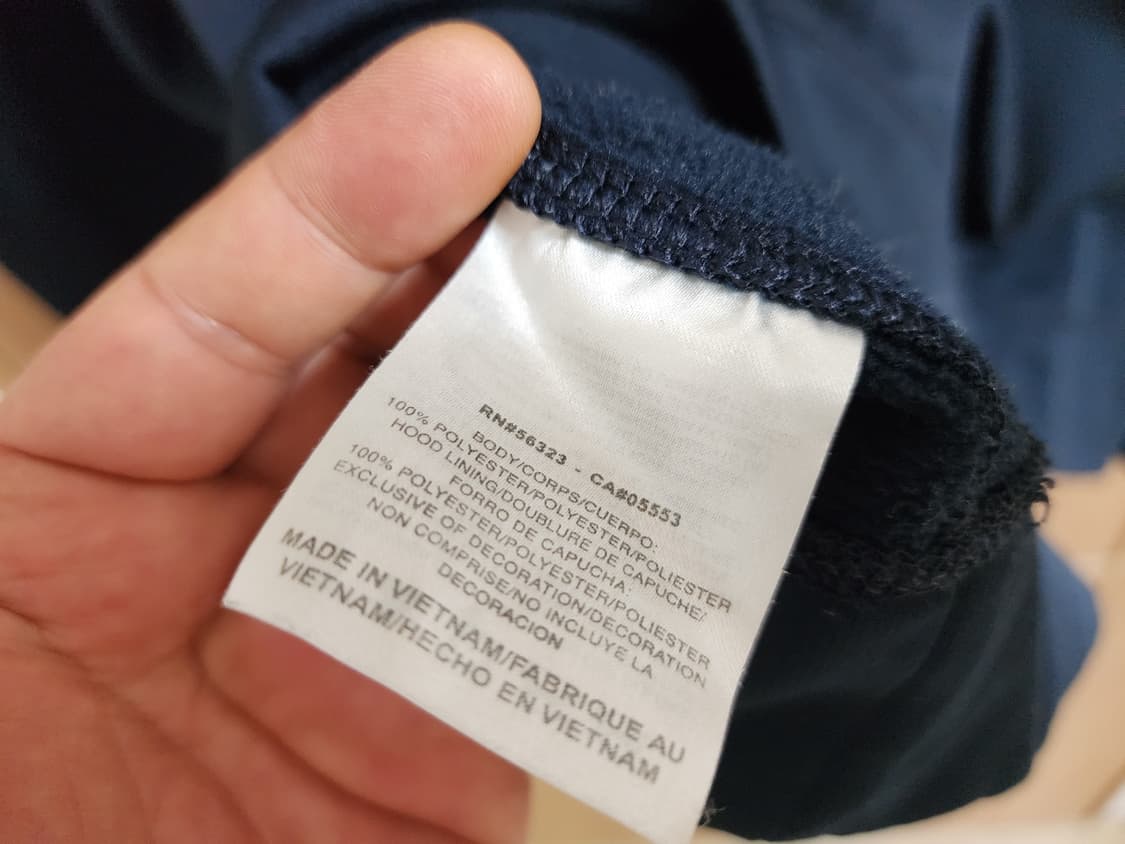 RN#56323 - CA#05553
BODY/CORPS/CUERPO:
100% POLYESTER/POLYESTER/POLIESTER
HOOD LINING/DOUBLURE DE CAPUCHE/
FORRO DE CAPUCHA:
100% POLYESTER/POLYESTER/POLIESTER
EXCLUSIVE OF DECORATION/DECORATION
NON COMPRISE/NO INCLUYE LA
DECORACION
MADE IN VIETNAM/FABRIQUE AU
VIETNAM/HECHO EN VIETNAM